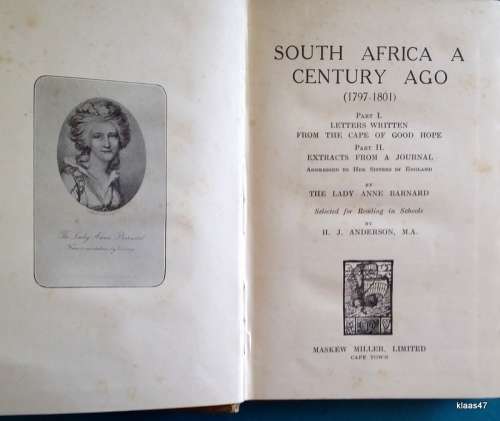 The Lady Anne Barnard
SOUTH AFRICA A
CENTURY AGO
(1797-1801)
PART I.
LETTERS WRITTEN
FROM THE CAPE OF GOOD HOPE
PART II.
EXTRACTS FROM A JOURNAL
ADDRESSED TO HER SISTERS IN ENGLAND
BY
THE LADY ANNE BARNARD
Selected for Reading in Schools
BY
H. J. ANDERSON, M.A.
MASKEW MILLER, LIMITED
CAPE TOWN
klaas47